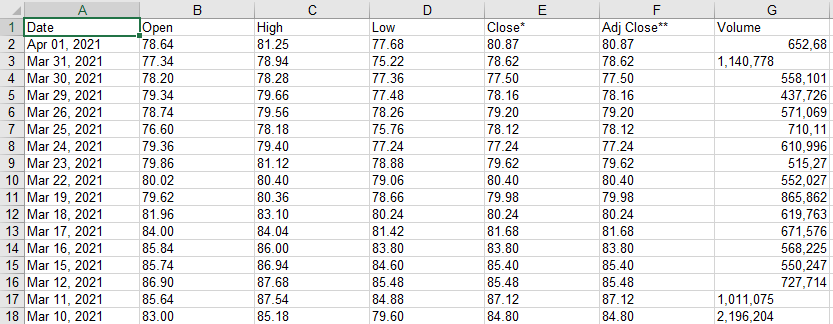 A B C D E F G
1 Date Open High Low Close* Adj Close** Volume
2 Apr 01, 2021 78.64 81.25 77.68 80.87 80.87 652,68
3 Mar 31, 2021 77.34 78.94 75.22 78.62 78.62 1,140,778
4 Mar 30, 2021 78.20 78.28 77.36 77.50 77.50 558,101
5 Mar 29, 2021 79.34 79.66 77.48 78.16 78.16 437,726
6 Mar 26, 2021 78.74 79.56 78.26 79.20 79.20 571,069
7 Mar 25, 2021 76.60 78.18 75.76 78.12 78.12 710,11
8 Mar 24, 2021 79.36 79.40 77.24 77.24 77.24 610,996
9 Mar 23, 2021 79.86 81.12 78.88 79.62 79.62 515,27
10 Mar 22, 2021 80.02 80.40 79.06 80.40 80.40 552,027
11 Mar 19, 2021 79.62 80.36 78.66 79.98 79.98 865,862
12 Mar 18, 2021 81.96 83.10 80.24 80.24 80.24 619,763
13 Mar 17, 2021 84.00 84.04 81.42 81.68 81.68 671,576
14 Mar 16, 2021 85.84 86.00 83.80 83.80 83.80 568,225
15 Mar 15, 2021 85.74 86.94 84.60 85.40 85.40 550,247
16 Mar 12, 2021 86.90 87.68 85.48 85.48 85.48 727,714
17 Mar 11, 2021 85.64 87.54 84.88 87.12 87.12 1,011,075
18 Mar 10, 2021 83.00 85.18 79.60 84.80 84.80 2,196,204